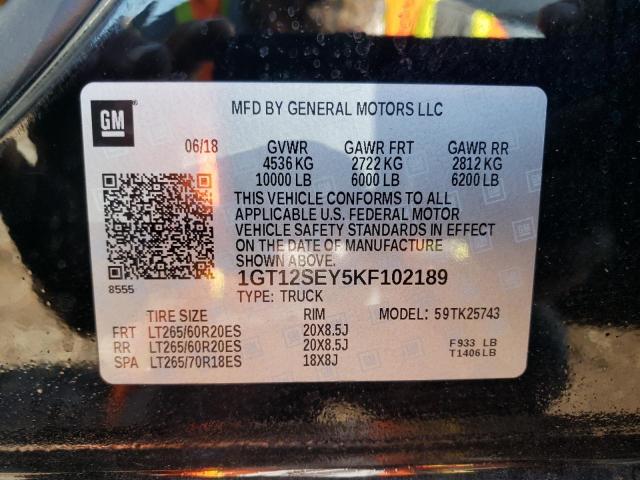 GM
MFD BY GENERAL MOTORS LLC
06/18 GVWR GAWR FRT GAWR RR
4536 KG 2722 KG 2812 KG
10000 LB 6000 LB 6200 LB
THIS VEHICLE CONFORMS TO ALL
APPLICABLE U.S. FEDERAL MOTOR
VEHICLE SAFETY STANDARDS IN EFFECT
ON THE DATE OF MANUFACTURE
SHOWN ABOVE.
8555
1GT12SEY5KF102189
TYPE: TRUCK
TIRE SIZE RIM MODEL: 59TK25743
FRT LT265/60R20ES 20X8.5J
RR LT265/60R20ES 20X8.5J
SPA LT265/70R18ES 18X8J
F933 LB
T1406LB